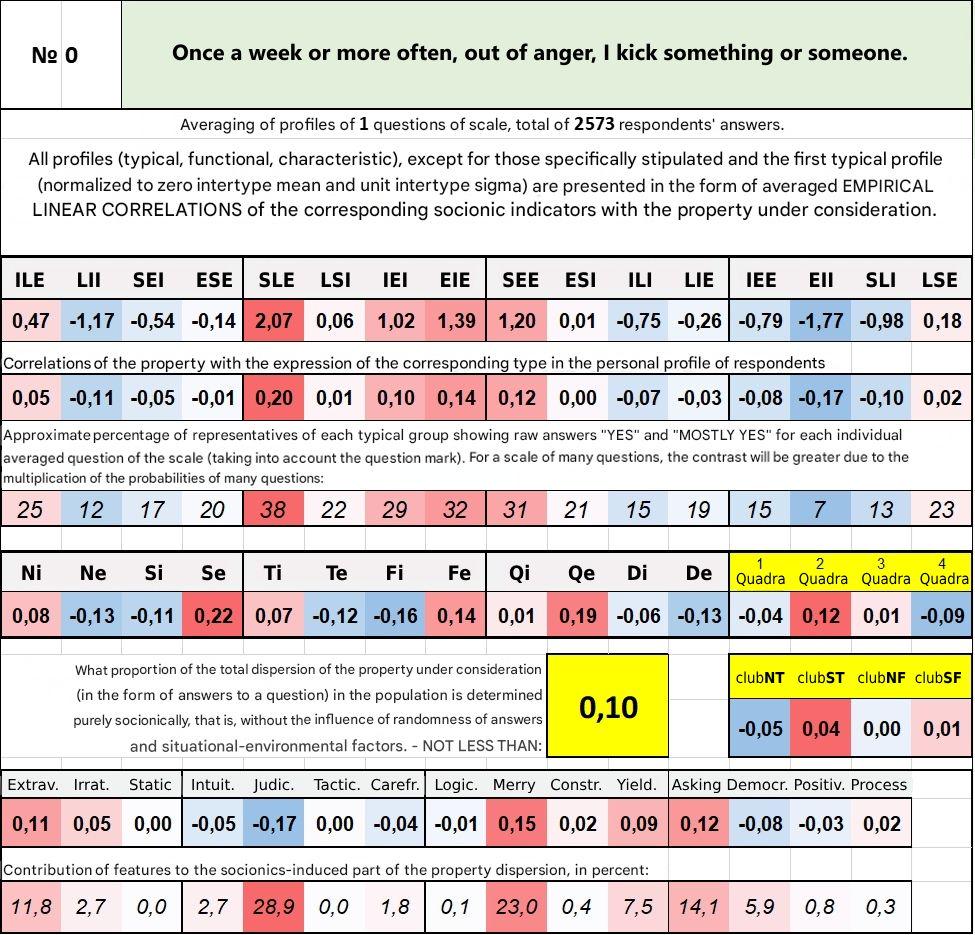 № 0
Once a week or more often, out of anger, I kick something or someone.
Averaging of profiles of 1 questions of scale, total of 2573 respondents' answers.
All profiles (typical, functional, characteristic), except for those specifically stipulated and the first typical profile
(normalized to zero intertype mean and unit intertype sigma) are presented in the form of averaged EMPIRICAL
LINEAR CORRELATIONS of the corresponding socionic indicators with the property under consideration.
ILE LII SEI ESE SLE LSI IEI EIE SEE ESI ILI LIE IEE EII SLI LSE
0,47 -1,17 -0,54 -0,14 2,07 0,06 1,02 1,39 1,20 0,01 -0,75 -0,26 -0,79 -1,77 -0,98 0,18
Correlations of the property with the expression of the corresponding type in the personal profile of respondents
0,05 -0,11 -0,05 -0,01 0,20 0,01 0,10 0,14 0,12 0,00 -0,07 -0,03 -0,08 -0,17 -0,10 0,02
Approximate percentage of representatives of each typical group showing raw answers "YES" and "MOSTLY YES" for each individual
averaged question of the scale (taking into account the question mark). For a scale of many questions, the contrast will be greater due to the
multiplication of the probabilities of many questions:
25 12 17 20 38 22 29 32 31 21 15 19 15 7 13 23
Ni Ne Si Se Ti Te Fi Fe Qi Qe Di De 1 Quadra 2 Quadra 3 Quadra 4 Quadra
0,08 -0,13 -0,11 0,22 0,07 -0,12 -0,16 0,14 0,01 0,19 -0,06 -0,13 -0,04 0,12 0,01 -0,09
What proportion of the total dispersion of the property under consideration
(in the form of answers to a question) in the population is determined
purely socionically, that is, without the influence of randomness of answers
and situational-environmental factors. - NOT LESS THAN:
0,10
clubNT clubST clubNF clubSF
-0,05 0,04 0,00 0,01
Extrav. Irrat. Static Intuit. Judic. Tactic. Carefr. Logic. Merry Constr. Yield. Asking Democr. Positiv. Process
0,11 0,05 0,00 -0,05 -0,17 0,00 -0,04 -0,01 0,15 0,02 0,09 0,12 -0,08 -0,03 0,02
Contribution of features to the socionics-induced part of the property dispersion, in percent:
11,8 2,7 0,0 2,7 28,9 0,0 1,8 0,1 23,0 0,4 7,5 14,1 5,9 0,8 0,3